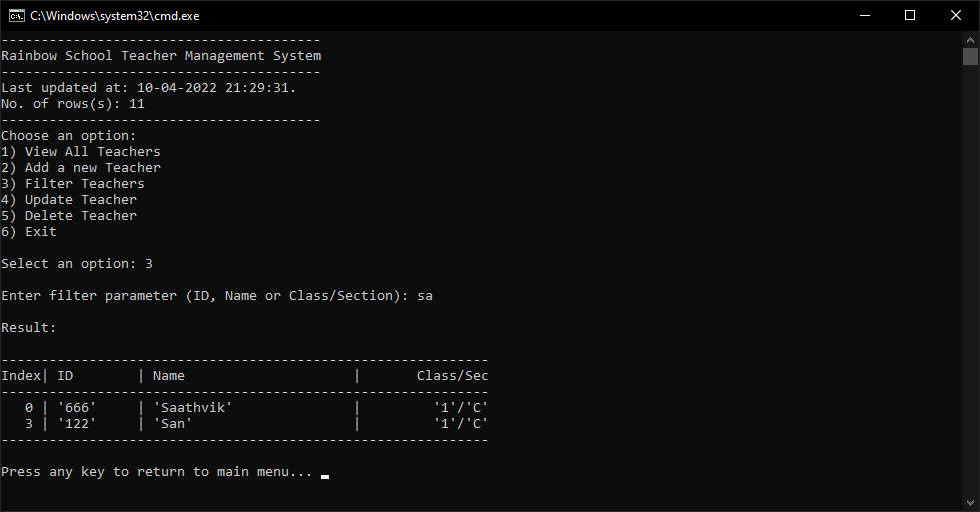 C:\Windows\system32\cmd.exe
----------------------------------------
Rainbow School Teacher Management System
----------------------------------------
Last updated at: 10-04-2022 21:29:31.
No. of rows(s): 11
----------------------------------------
Choose an option:
1) View All Teachers
2) Add a new Teacher
3) Filter Teachers
4) Update Teacher
5) Delete Teacher
6) Exit
Select an option: 3
Enter filter parameter (ID, Name or Class/Section): sa
Result:
-------------------------------------------------------------
Index| ID        | Name                     |       Class/Sec
-------------------------------------------------------------
   0 | '666'     | 'Saathvik'               |         '1'/'C'
   3 | '122'     | 'San'                    |         '1'/'C'
-------------------------------------------------------------
Press any key to return to main menu...